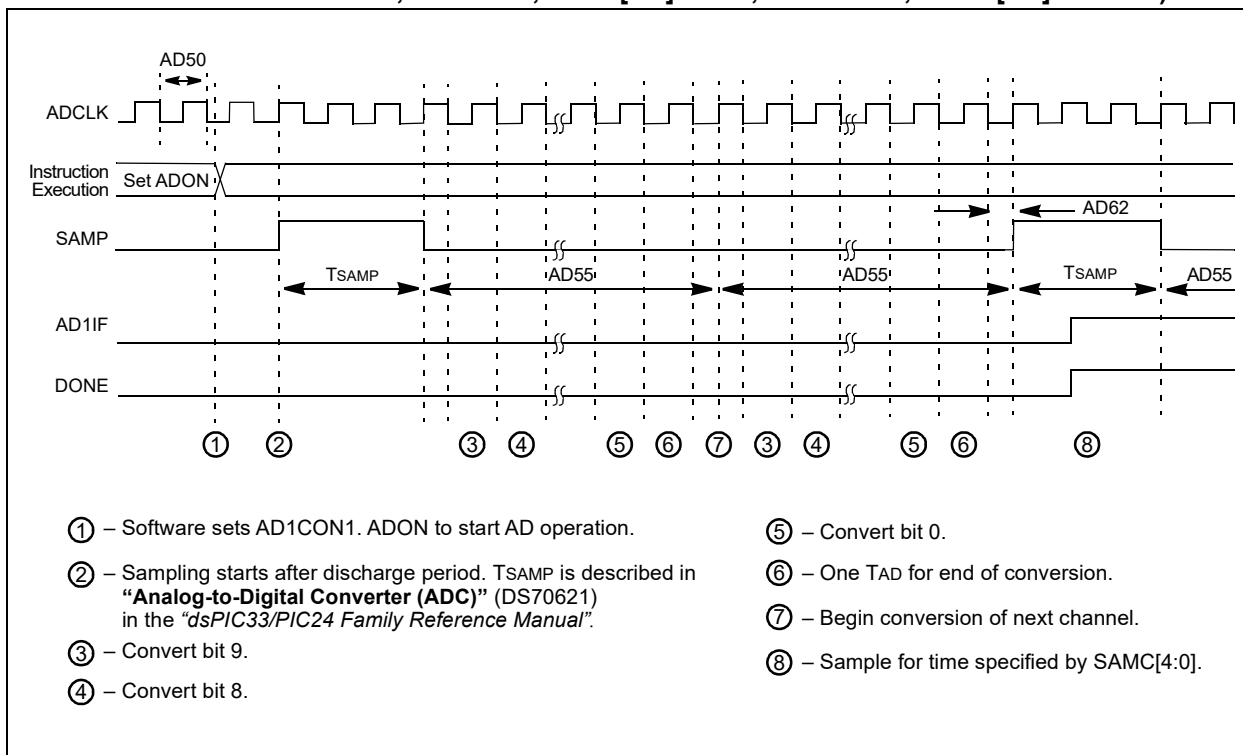 AD50
ADCLK
Instruction
Execution
Set ADON
AD62
SAMP
TSAMP
AD55
AD55
TSAMP
AD55
AD1IF
DONE
1 2 3 4 5 6 7 3 4 5 6 8
1 – Software sets AD1CON1. ADON to start AD operation.
2 – Sampling starts after discharge period. TSAMP is described in
“Analog-to-Digital Converter (ADC)” (DS70621)
in the “dsPIC33/PIC24 Family Reference Manual”.
3 – Convert bit 9.
4 – Convert bit 8.
5 – Convert bit 0.
6 – One TAD for end of conversion.
7 – Begin conversion of next channel.
8 – Sample for time specified by SAMC[4:0].